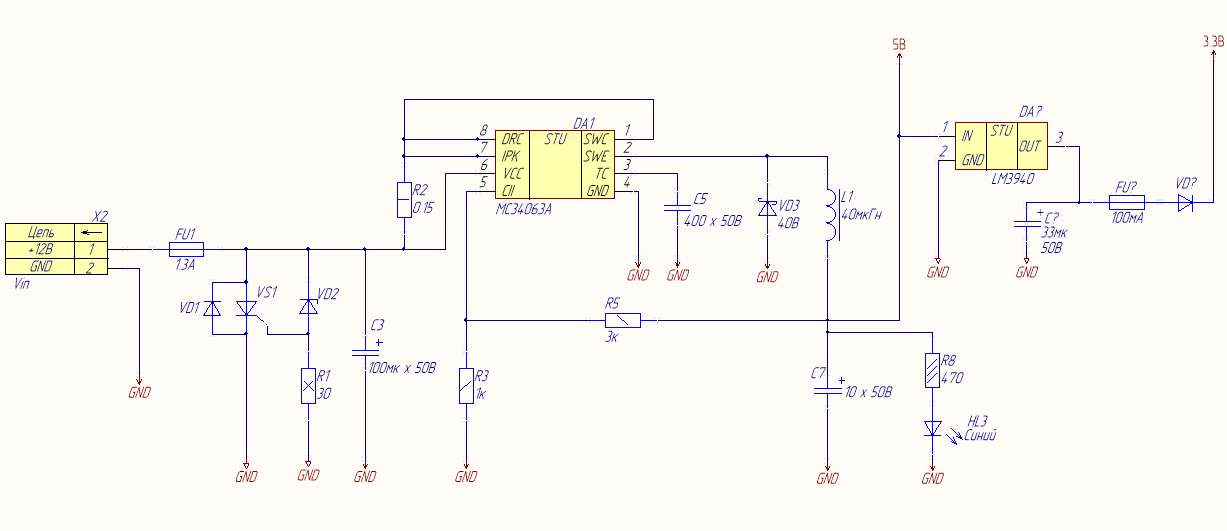 X2
Цепь
+12В 1
GND 2
Vin
FU1
1.3А
GND
VD1
VS1
VD2
R1
30
C3
100мк x 50В
GND
GND
GND
R2
0.15
DA1
8 DRC STU SWC 1
7 IPK SWE 2
6 VCC TC 3
5 CII GND 4
MC34063A
R3
1к
GND
R5
3к
GND
C5
400 x 50В
GND
VD3
40В
GND
L1
40мкГн
C7
10 x 50В
GND
R8
470
HL3
Синий
GND
5В
DA?
1 IN STU OUT 3
2 GND
LM3940
GND
C?
33мк
50В
GND
FU?
100мА
VD?
3.3В